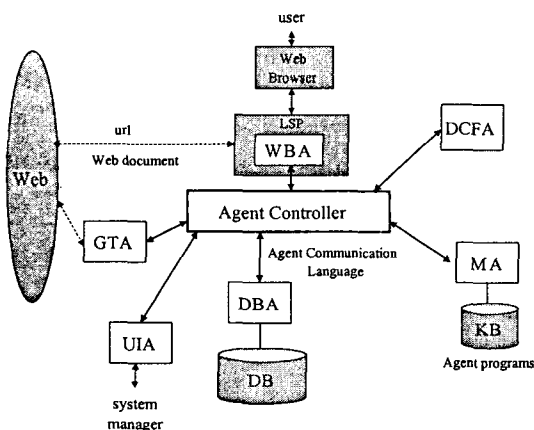 user
Web
Browser
LSP
WBA
url
Web document
DCFA
Web
Agent Controller
GTA
Agent Communication
Language
MA
DBA
KB
UIA
Agent programs
DB
system
manager